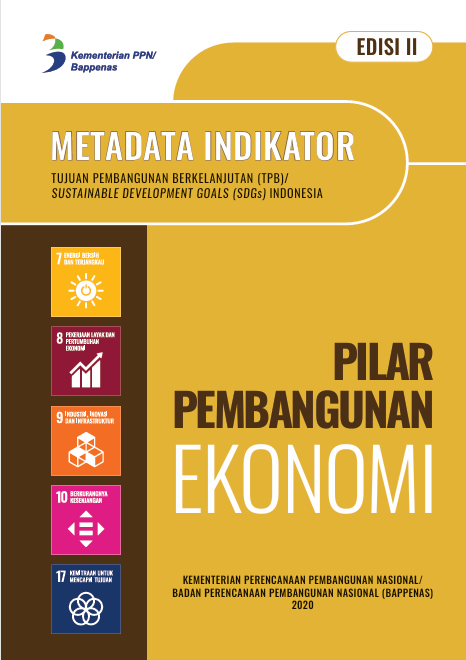 Kementerian PPN/
Bappenas
EDISI II
METADATA INDIKATOR
TUJUAN PEMBANGUNAN BERKELANJUTAN (TPB)/
SUSTAINABLE DEVELOPMENT GOALS (SDGs) INDONESIA
7 ENERGI BERSIH
DAN TERJANGKAU
8 PEKERJAAN LAYAK DAN
PERTUMBUHAN
EKONOMI
9 INDUSTRI, INOVASI
DAN INFRASTRUKTUR
10 BERKURANGNYA
KESENJANGAN
17 KEMITRAAN UNTUK
MENCAPAI TUJUAN
PILAR
PEMBANGUNAN
EKONOMI
KEMENTERIAN PERENCANAAN PEMBANGUNAN NASIONAL/
BADAN PERENCANAAN PEMBANGUNAN NASIONAL (BAPPENAS)
2020